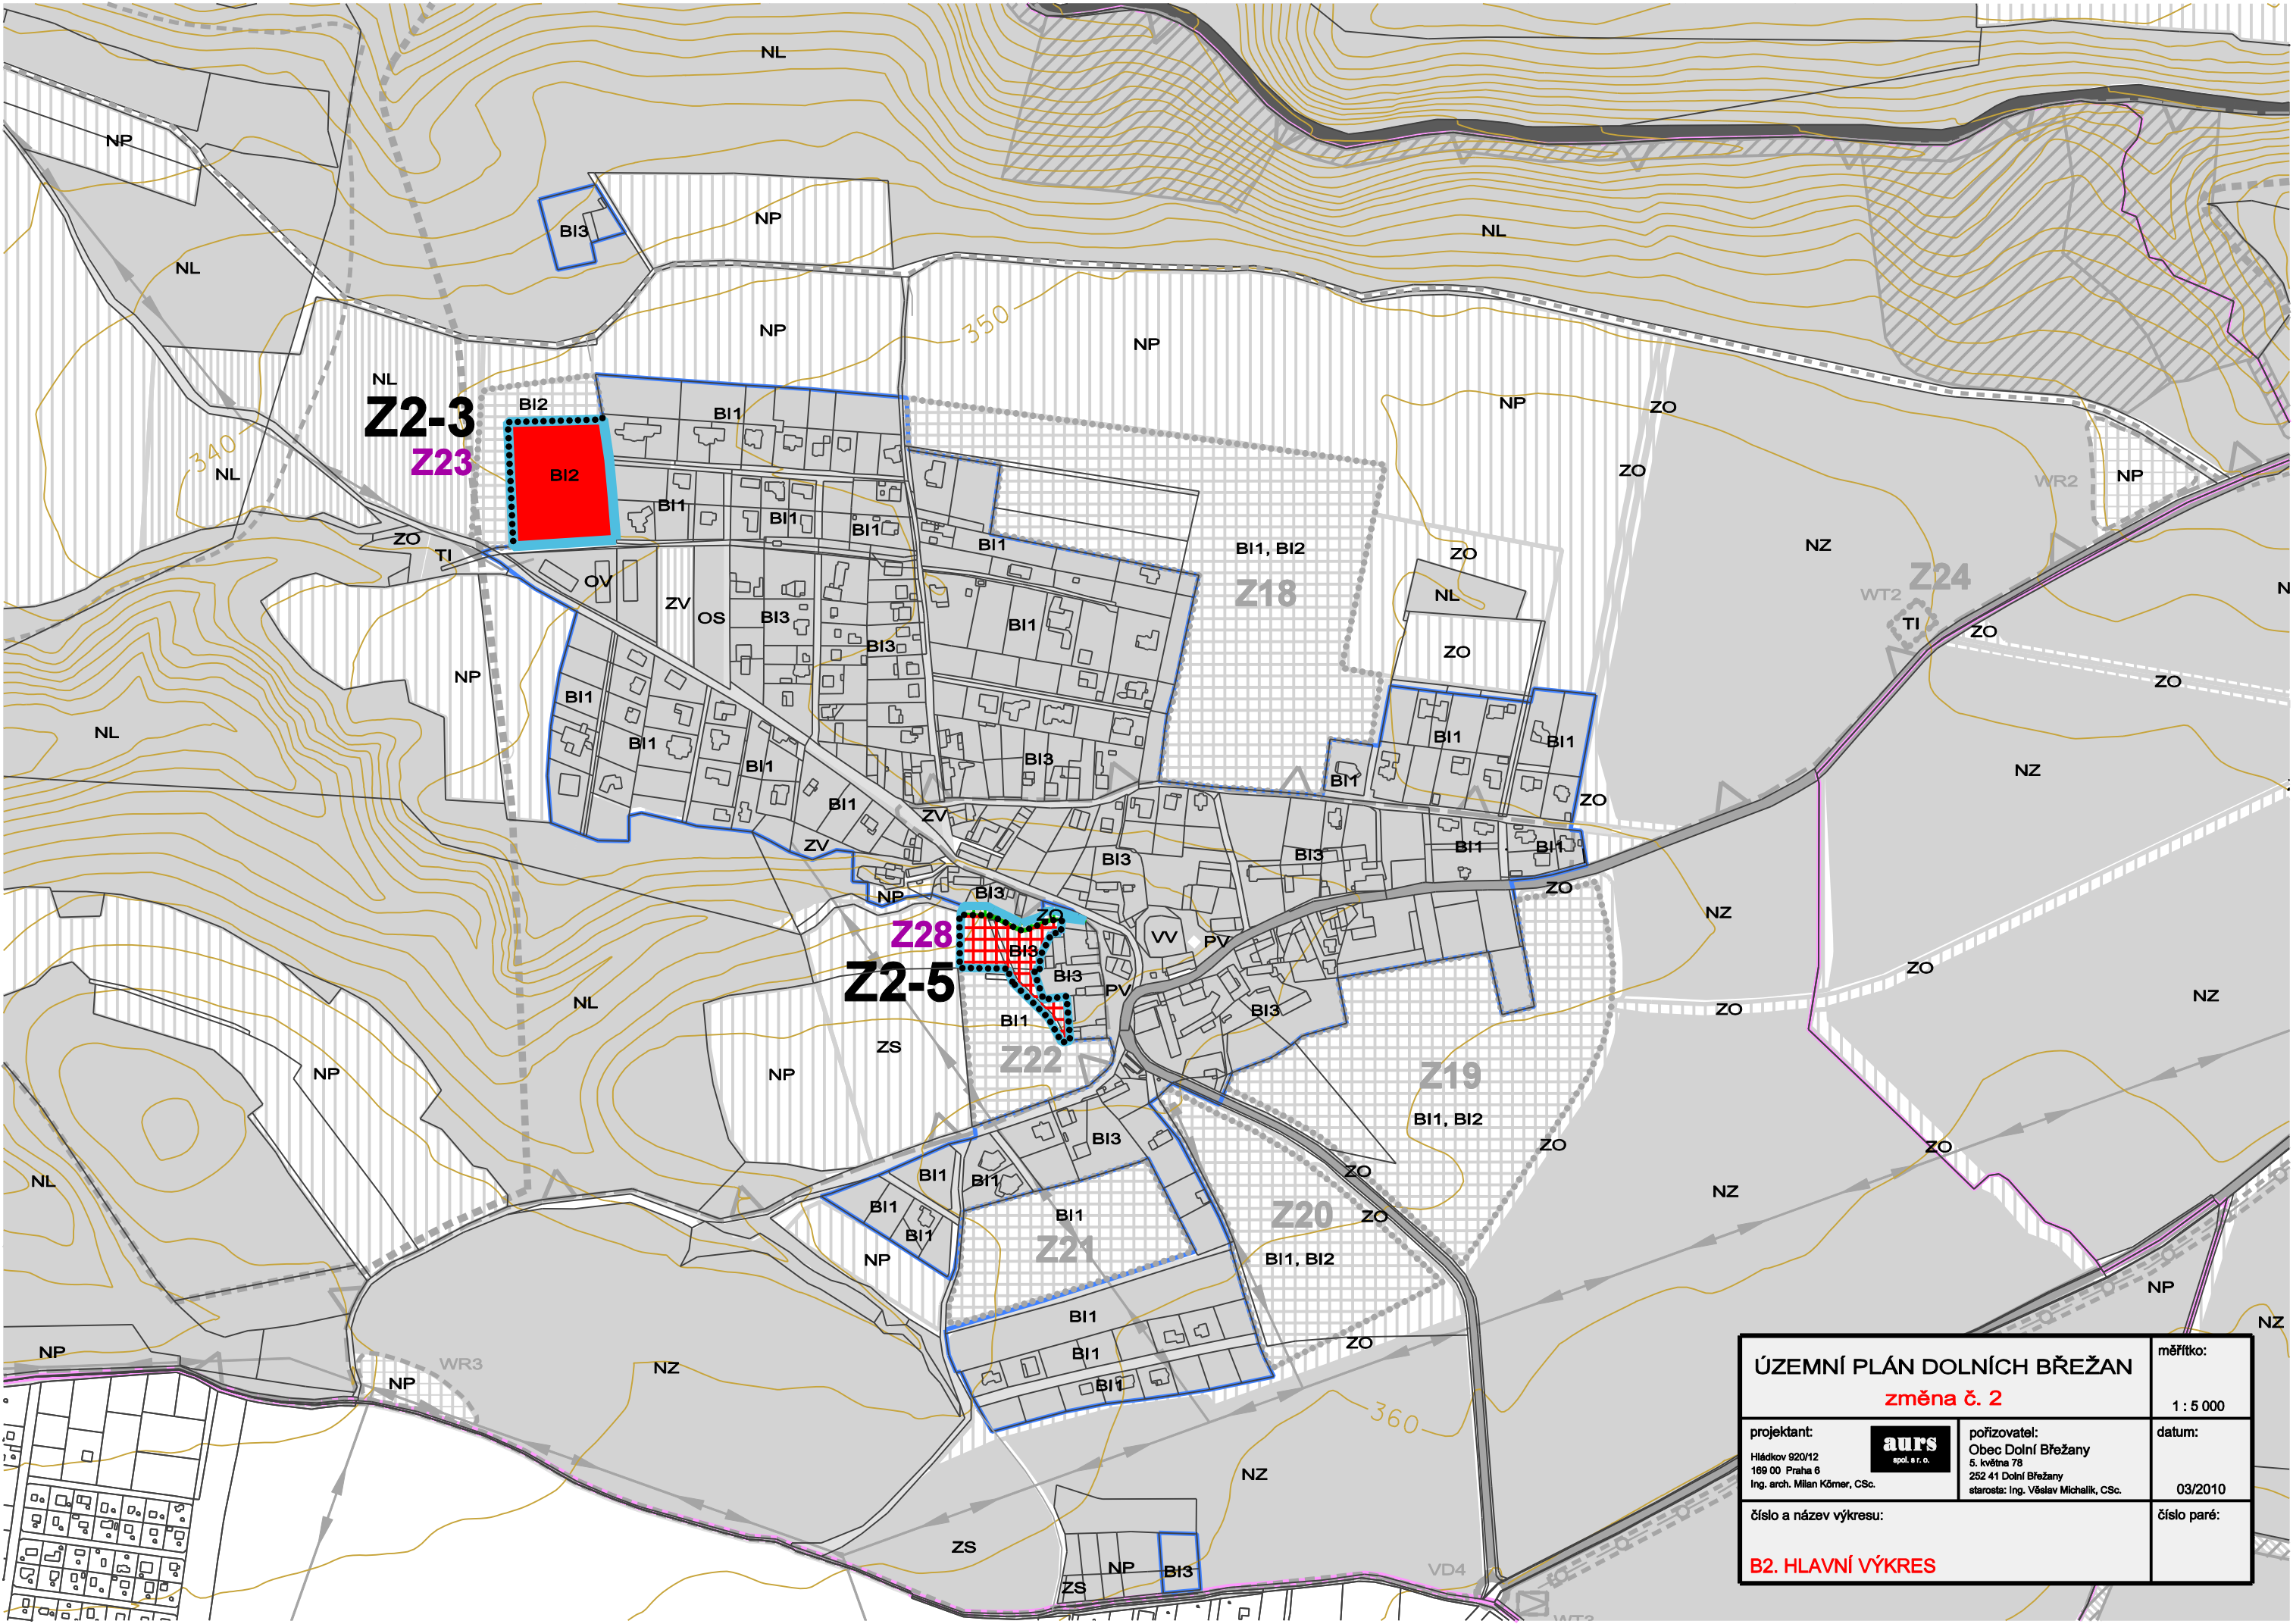 NL
NP
BI3
NP
NL
NL
NP
350
NP
NL
NP
ZO
BI2
BI1
Z2-3
Z23
340
NL
BI2
ZO
WR2
NP
BI1
BI1
BI1
ZO
TI
BI1
BI1, BI2
ZO
NZ
OV
ZV
OS
BI3
Z18
NL
WT2
Z24
TI
ZO
BI1
BI3
ZO
NP
BI1
ZO
NL
BI1
BI1
BI1
BI3
BI1
BI1
NZ
BI1
ZV
ZO
ZV
BI3
BI3
BI1
BI1
NP
BI3
ZO
ZO
NZ
Z28
BI3
VV
PV
Z2-5
BI3
PV
ZO
NL
BI3
ZO
NZ
BI1
ZS
Z22
NP
NP
Z19
BI1, BI2
BI3
ZO
ZO
NL
BI1
BI1
ZO
NZ
BI1
BI1
BI1
Z20
ZO
NP
Z21
BI1, BI2
NP
BI1
NZ
ZO
NP
WR3
NZ
BI1
NP
BI1
360
NZ
ZS
NP
BI3
ZS
VD4
WT3
ÚZEMNÍ PLÁN DOLNÍCH BŘEŽAN
změna č. 2
měřítko:
1 : 5 000
projektant:
Hládkov 920/12
169 00 Praha 6
Ing. arch. Milan Körner, CSc.
aurs
spol. s r. o.
pořizovatel:
Obec Dolní Břežany
5. května 78
252 41 Dolní Břežany
starosta: Ing. Věslav Michalik, CSc.
datum:
03/2010
číslo a název výkresu:
B2. HLAVNÍ VÝKRES
číslo paré: